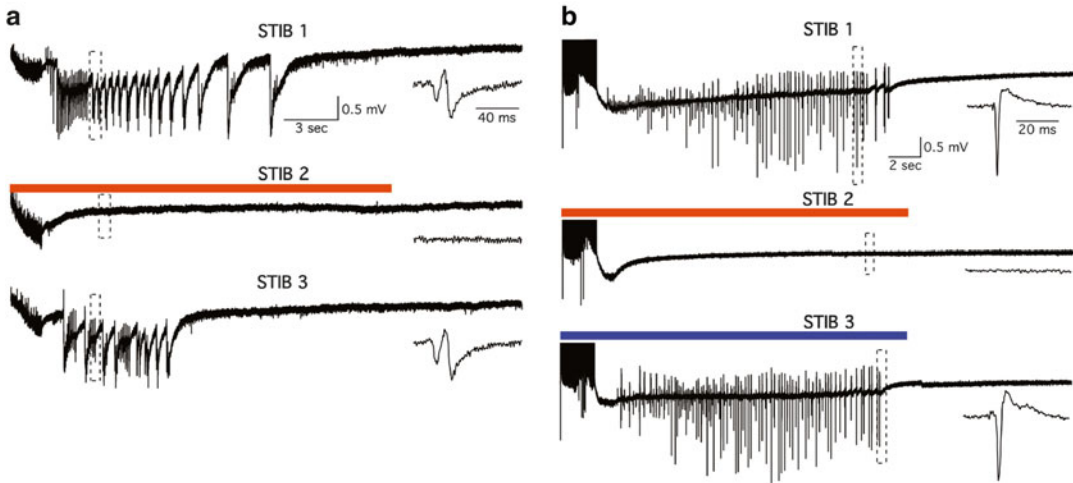 a
STIB 1
0.5 mV
3 sec
40 ms
STIB 2
STIB 3
b
STIB 1
20 ms
0.5 mV
2 sec
STIB 2
STIB 3